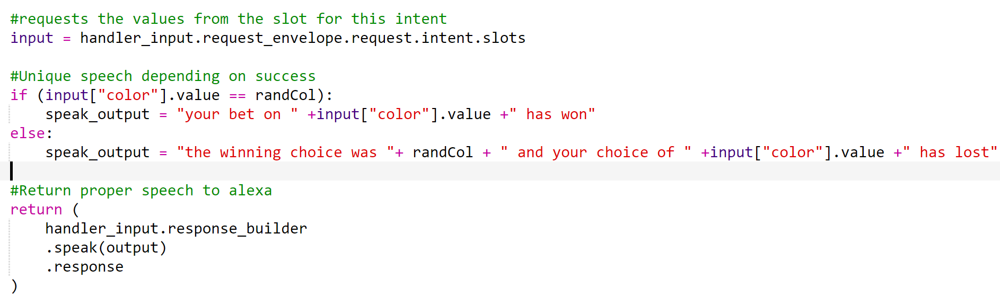 #requests the values from the slot for this intent
input = handler_input.request_envelope.request.intent.slots

#Unique speech depending on success
if (input["color"].value == randCol):
    speak_output = "your bet on " +input["color"].value +" has won"
else:
    speak_output = "the winning choice was "+ randCol + " and your choice of " +input["color"].value +" has lost"

#Return proper speech to alexa
return (
    handler_input.response_builder
    .speak(output)
    .response
)